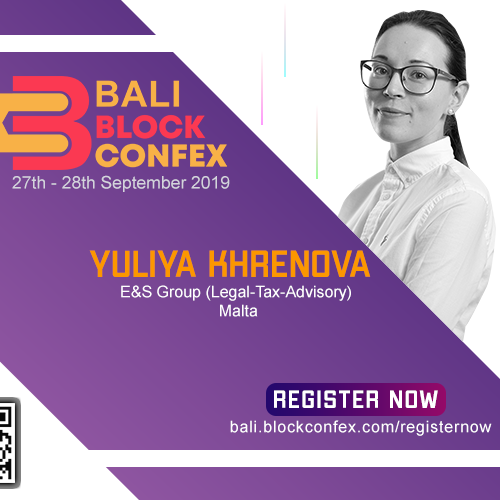 BALI
BLOCK
CONFEX
27th - 28th September 2019
YULIYA KHRENOVA
E&S Group (Legal-Tax-Advisory)
Malta
REGISTER NOW
bali.blockconfex.com/registernow